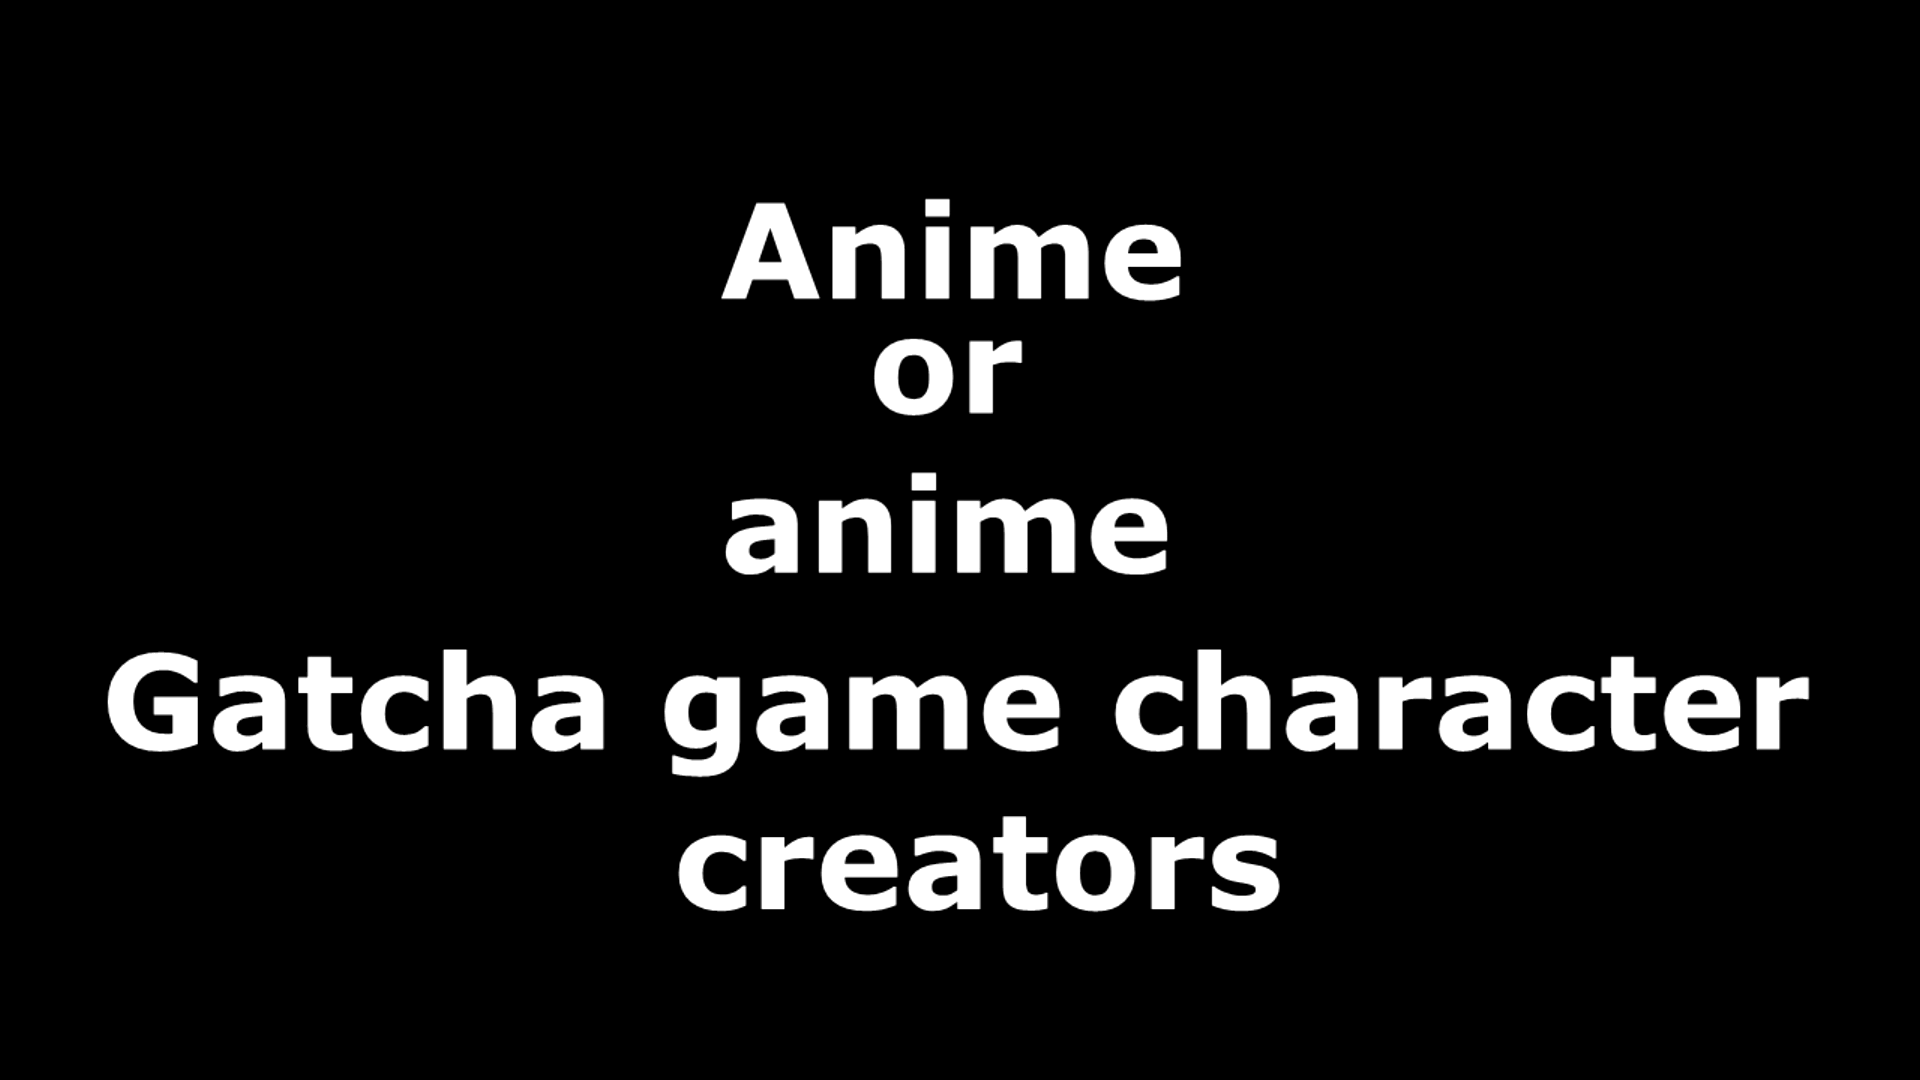 Anime
or
anime
Gatcha game character
creators